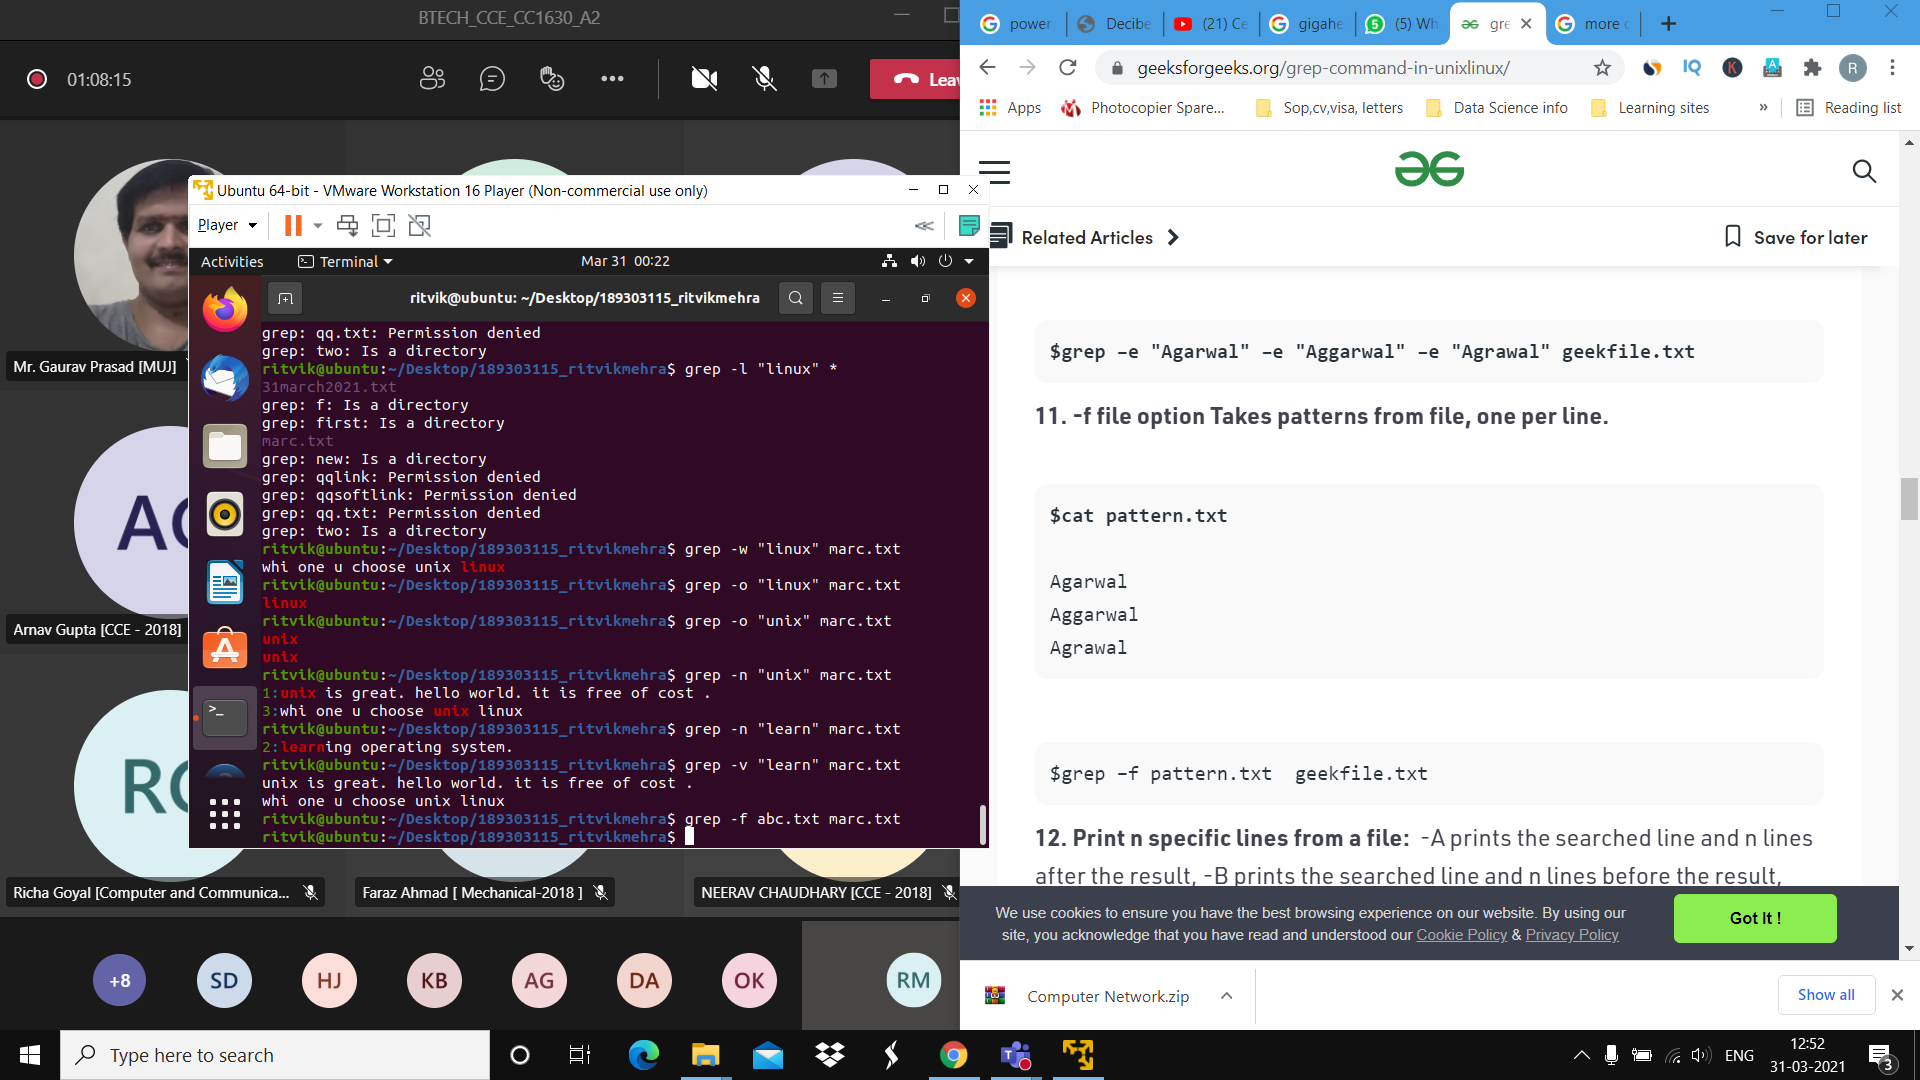 BTECH_CCE_CC1630_A2
01:08:15
Leav
Mr. Gaurav Prasad [MUJ]
AG
Arnav Gupta [CCE - 2018]
Richa Goyal [Computer and Communica...
Faraz Ahmad [ Mechanical-2018 ]
NEERAV CHAUDHARY [CCE - 2018]
+8
SD
HJ
KB
AG
DA
OK
RM
Ubuntu 64-bit - VMware Workstation 16 Player (Non-commercial use only)
Player
Activities
Terminal
Mar 31 00:22
ritvik@ubuntu: ~/Desktop/189303115_ritvikmehra
grep: qq.txt: Permission denied
grep: two: Is a directory
ritvik@ubuntu:~/Desktop/189303115_ritvikmehra$ grep -l "linux" *
31march2021.txt
grep: f: Is a directory
grep: first: Is a directory
marc.txt
grep: new: Is a directory
grep: qqlink: Permission denied
grep: qqsoftlink: Permission denied
grep: qq.txt: Permission denied
grep: two: Is a directory
ritvik@ubuntu:~/Desktop/189303115_ritvikmehra$ grep -w "linux" marc.txt
whi one u choose unix linux
ritvik@ubuntu:~/Desktop/189303115_ritvikmehra$ grep -o "linux" marc.txt
linux
ritvik@ubuntu:~/Desktop/189303115_ritvikmehra$ grep -o "unix" marc.txt
unix
unix
ritvik@ubuntu:~/Desktop/189303115_ritvikmehra$ grep -n "unix" marc.txt
1:unix is great. hello world. it is free of cost .
3:whi one u choose unix linux
ritvik@ubuntu:~/Desktop/189303115_ritvikmehra$ grep -n "learn" marc.txt
2:learning operating system.
ritvik@ubuntu:~/Desktop/189303115_ritvikmehra$ grep -v "learn" marc.txt
unix is great. hello world. it is free of cost .
whi one u choose unix linux
ritvik@ubuntu:~/Desktop/189303115_ritvikmehra$ grep -f abc.txt marc.txt
ritvik@ubuntu:~/Desktop/189303115_ritvikmehra$
power
Decibe
(21) Ce
gigahe
(5) Wh
gre
more c
geeksforgeeks.org/grep-command-in-unixlinux/
R
Apps
Photocopier Spare...
Sop,cv,visa, letters
Data Science info
Learning sites
Reading list
Related Articles
Save for later
$grep –e "Agarwal" –e "Aggarwal" –e "Agrawal" geekfile.txt
11. -f file option Takes patterns from file, one per line.
$cat pattern.txt
Agarwal
Aggarwal
Agrawal
$grep –f pattern.txt  geekfile.txt
12. Print n specific lines from a file: -A prints the searched line and n lines
after the result, -B prints the searched line and n lines before the result,
We use cookies to ensure you have the best browsing experience on our website. By using our
site, you acknowledge that you have read and understood our Cookie Policy & Privacy Policy
Got It !
Computer Network.zip
Show all
Type here to search
ENG
12:52
31-03-2021
3